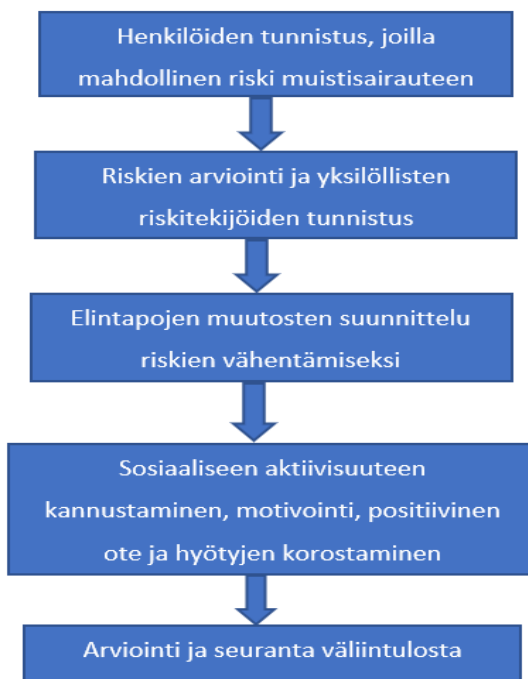 Henkilöiden tunnistus, joilla
mahdollinen riski muistisairauteen
Riskien arviointi ja yksilöllisten
riskitekijöiden tunnistus
Elintapojen muutosten suunnittelu
riskien vähentämiseksi
Sosiaaliseen aktiivisuuteen
kannustaminen, motivointi, positiivinen
ote ja hyötyjen korostaminen
Arviointi ja seuranta väliintulosta